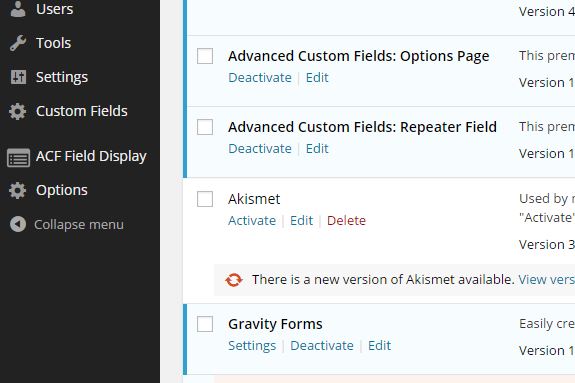 Users
Tools
Settings
Custom Fields
ACF Field Display
Options
Collapse menu
Version 4
Advanced Custom Fields: Options Page
This prem
Deactivate | Edit
Version 1
Advanced Custom Fields: Repeater Field
This prem
Deactivate | Edit
Version 1
Akismet
Used by
Activate | Edit | Delete
"Activate"
Version 3
There is a new version of Akismet available. View vers
Gravity Forms
Easily cre
Settings | Deactivate | Edit
Version 1